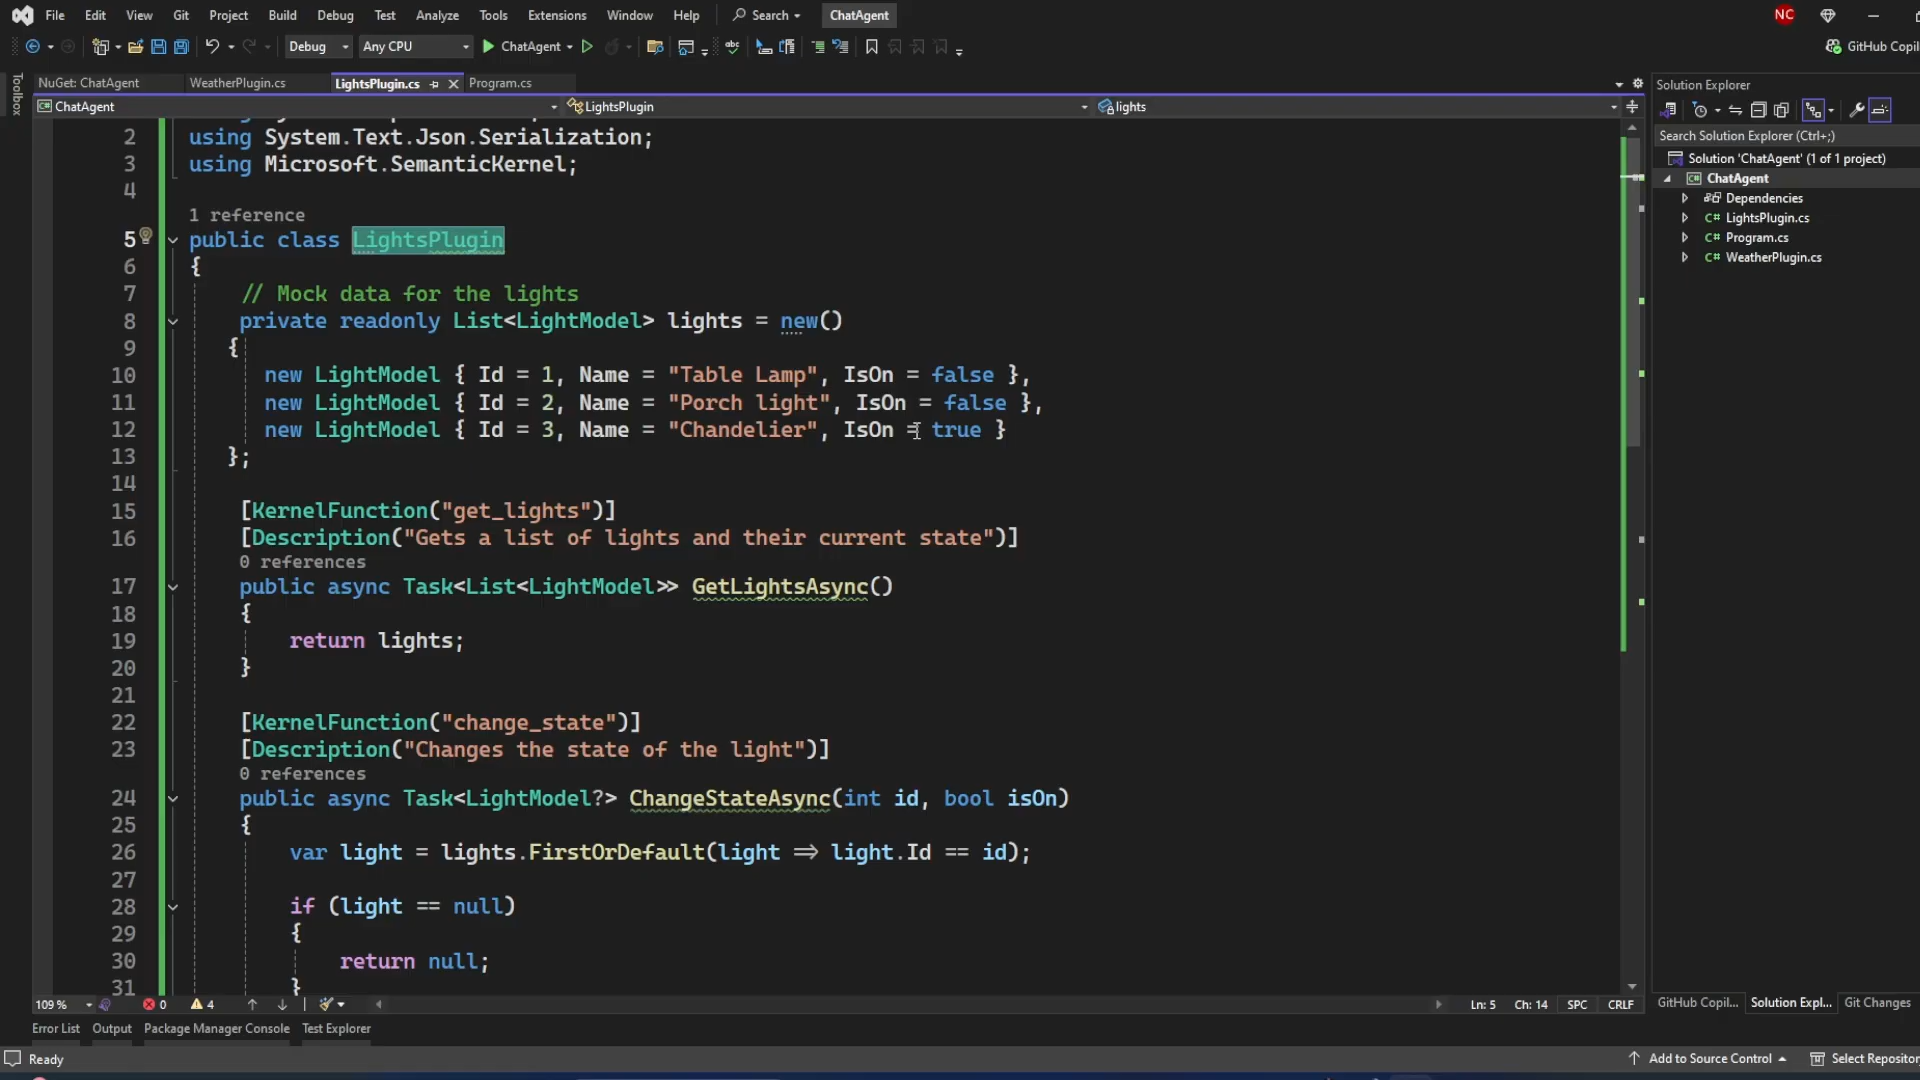 File Edit View Git Project Build Debug Test Analyze Tools Extensions Window Help Search ChatAgent NC
Debug Any CPU ChatAgent GitHub Copil
Toolbox
NuGet: ChatAgent WeatherPlugin.cs LightsPlugin.cs Program.cs
ChatAgent LightsPlugin lights
2 using System.Text.Json.Serialization;
3 using Microsoft.SemanticKernel;
4
1 reference
5 public class LightsPlugin
6 {
7 // Mock data for the lights
8 private readonly List<LightModel> lights = new()
9 {
10 new LightModel { Id = 1, Name = "Table Lamp", IsOn = false },
11 new LightModel { Id = 2, Name = "Porch light", IsOn = false },
12 new LightModel { Id = 3, Name = "Chandelier", IsOn = true }
13 };
14
15 [KernelFunction("get_lights")]
16 [Description("Gets a list of lights and their current state")]
0 references
17 public async Task<List<LightModel>> GetLightsAsync()
18 {
19 return lights;
20 }
21
22 [KernelFunction("change_state")]
23 [Description("Changes the state of the light")]
0 references
24 public async Task<LightModel?> ChangeStateAsync(int id, bool isOn)
25 {
26 var light = lights.FirstOrDefault(light => light.Id == id);
27
28 if (light == null)
29 {
30 return null;
31 }
109 % 0 4 Ln: 5 Ch: 14 SPC CRLF
Error List Output Package Manager Console Test Explorer
Solution Explorer
Search Solution Explorer (Ctrl+;)
Solution 'ChatAgent' (1 of 1 project)
ChatAgent
Dependencies
C# LightsPlugin.cs
C# Program.cs
C# WeatherPlugin.cs
GitHub Copil... Solution Expl... Git Changes
Ready Add to Source Control Select Repositor